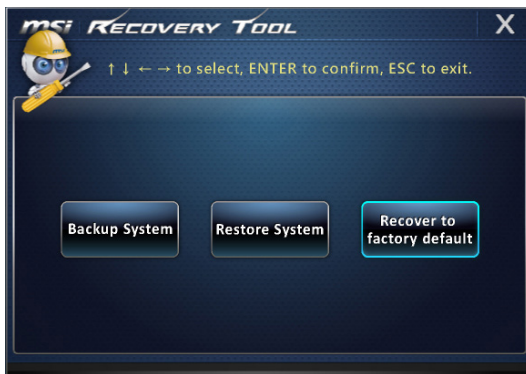 msi RECOVERY TOOL X
↑ ↓ ← → to select, ENTER to confirm, ESC to exit.
Backup System
Restore System
Recover to
factory default